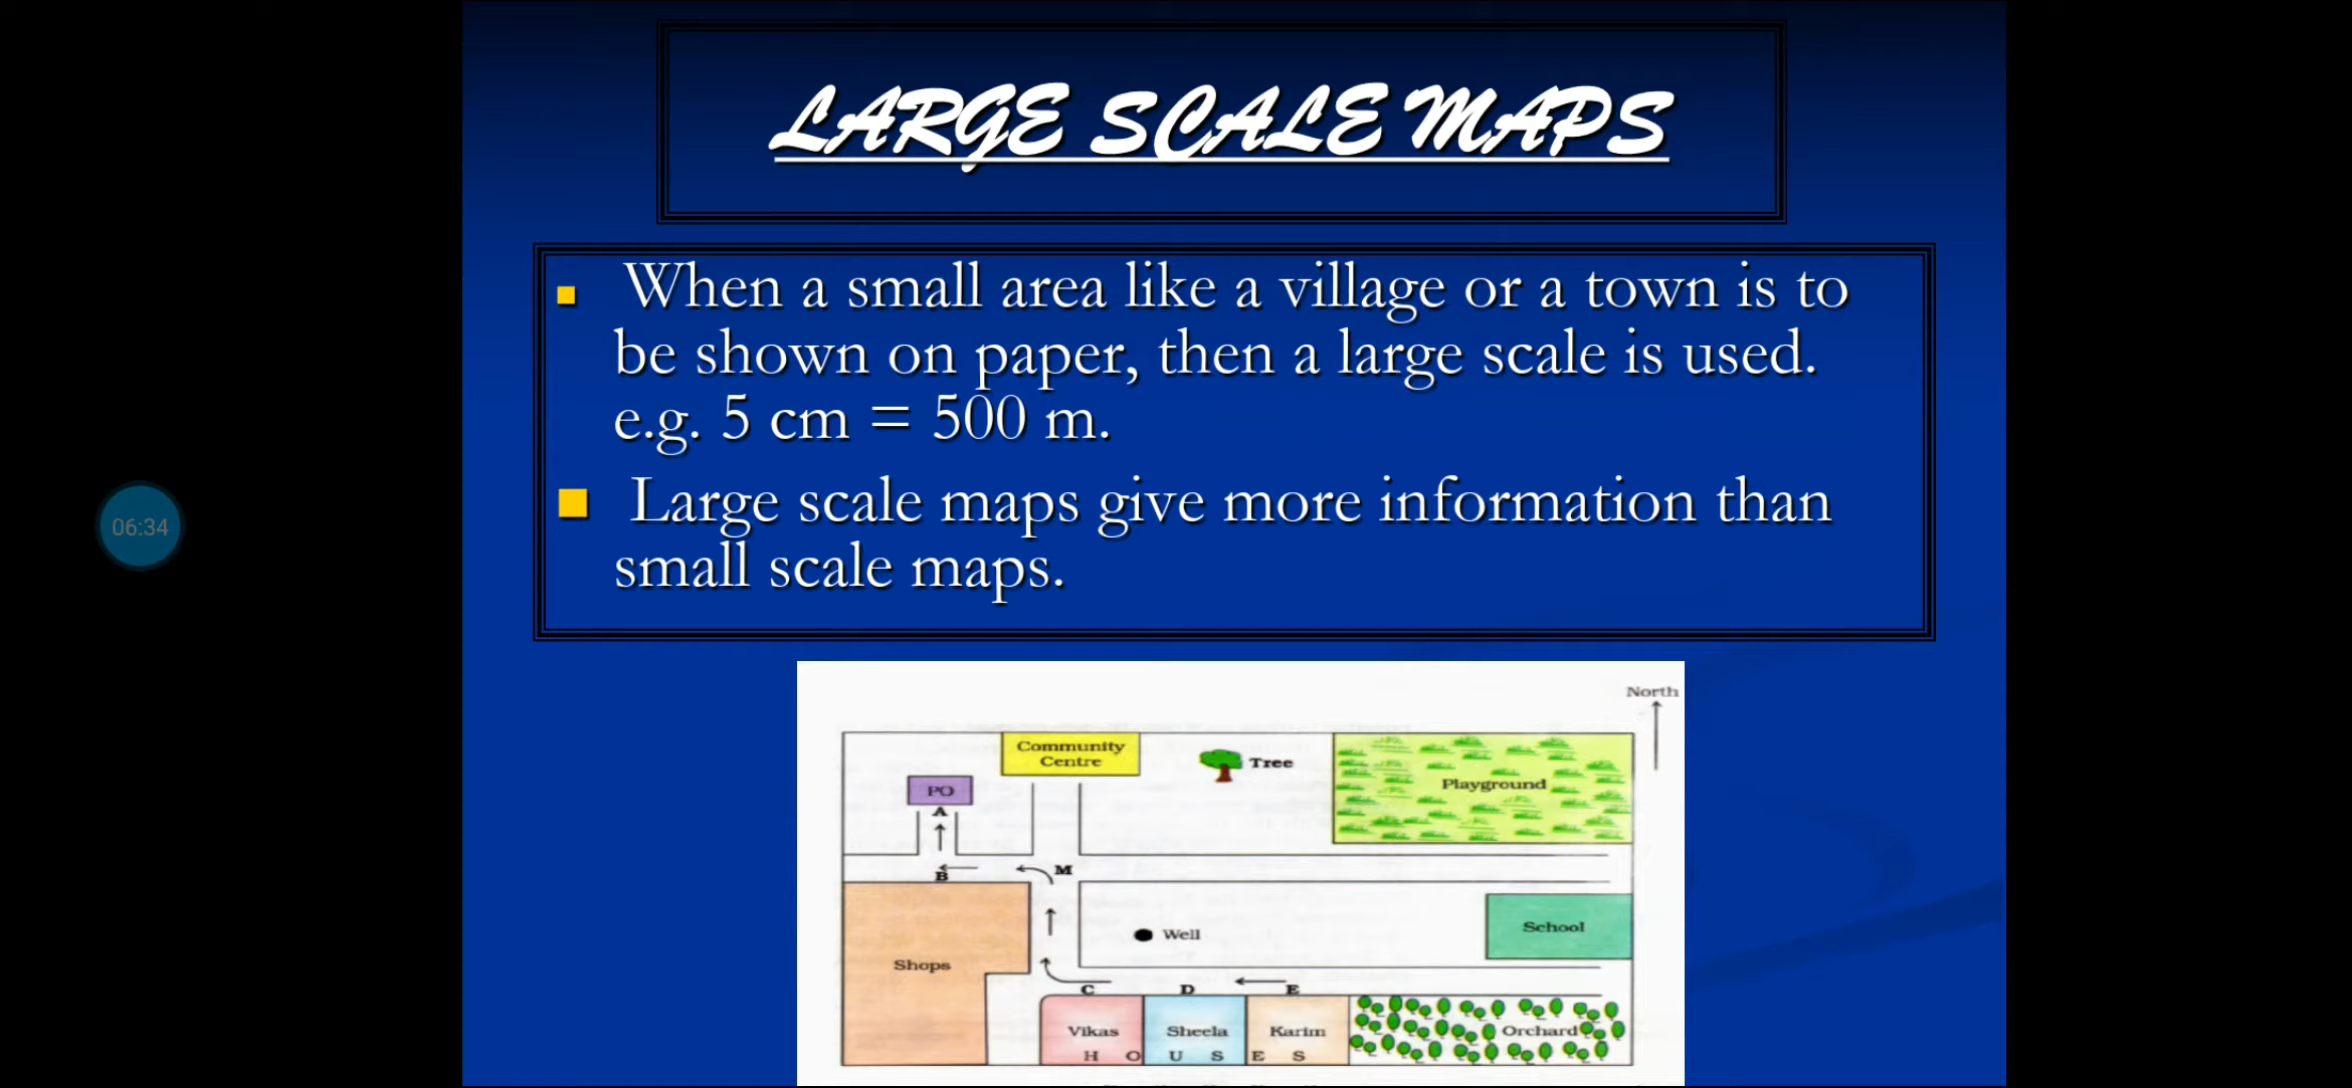 LARGE SCALE MAPS
When a small area like a village or a town is to
be shown on paper, then a large scale is used.
e.g. 5 cm = 500 m.
Large scale maps give more information than
small scale maps.
06:34
North
Community
Centre
Tree
Playground
PO
A
B
M
School
Well
Shops
C D E
Vikas Sheela Karim Orchard
H O U S E S